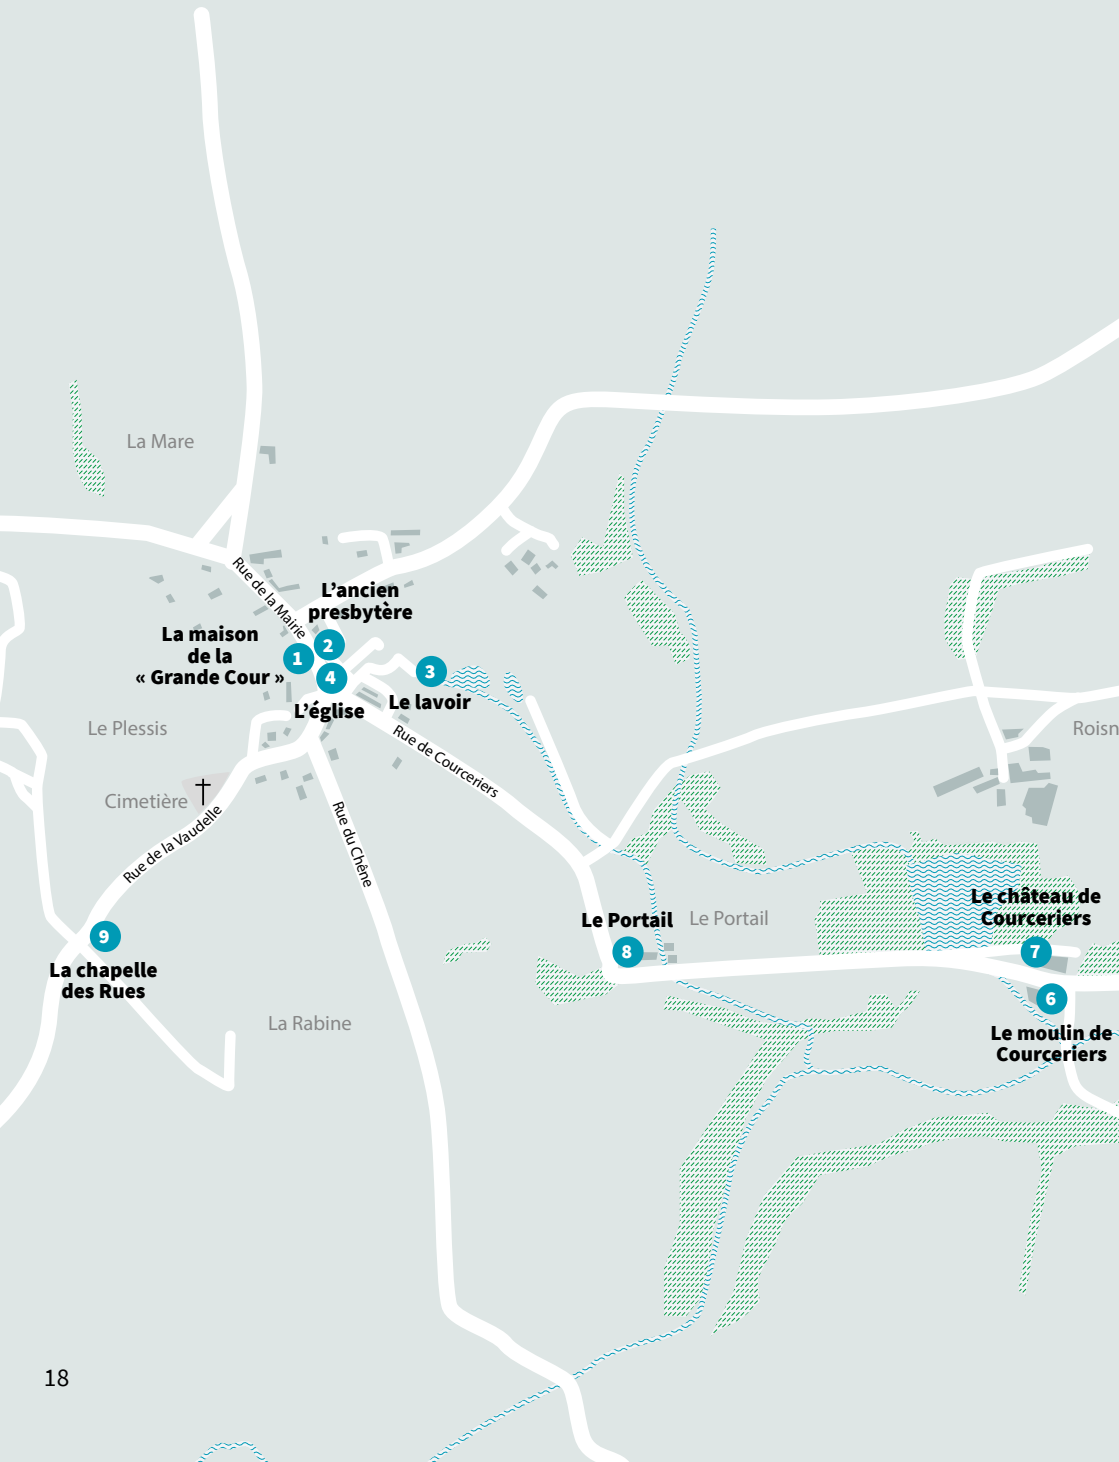 La Mare
Rue de la Mairie
L’ancien
presbytère
La maison
de la
« Grande Cour »
1
2
3
4
L’église
Le lavoir
Le Plessis
Rue de Courceriers
Roisn
Cimetière
Rue de la Vaudelle
Rue du Chêne
Le château de
Courceriers
7
Le Portail
Le Portail
8
9
La chapelle
des Rues
6
Le moulin de
Courceriers
La Rabine
18